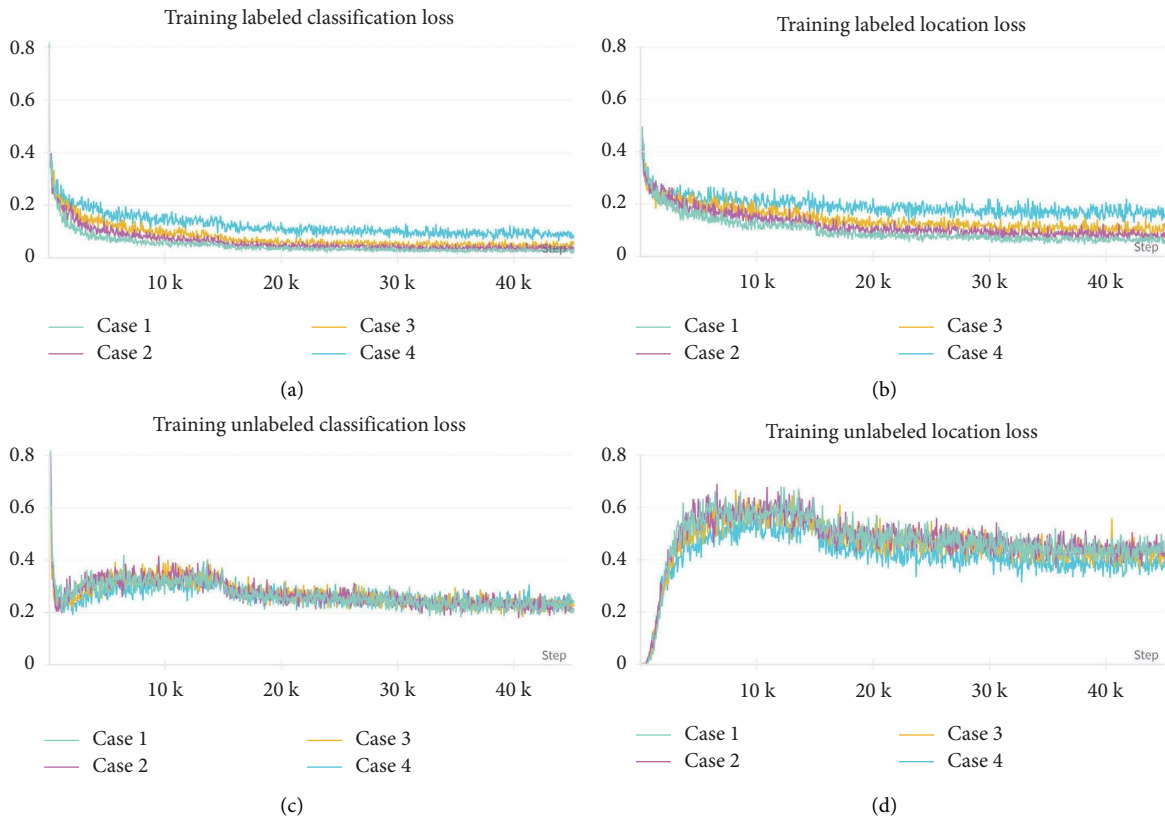 Training labeled classification loss
0.8
0.6
0.4
0.2
0
Step
10 k 20 k 30 k 40 k
Case 1 Case 3
Case 2 Case 4
(a)
Training labeled location loss
0.8
0.6
0.4
0.2
0
Step
10 k 20 k 30 k 40 k
Case 1 Case 3
Case 2 Case 4
(b)
Training unlabeled classification loss
0.8
0.6
0.4
0.2
0
Step
10 k 20 k 30 k 40 k
Case 1 Case 3
Case 2 Case 4
(c)
Training unlabeled location loss
0.8
0.6
0.4
0.2
0
Step
10 k 20 k 30 k 40 k
Case 1 Case 3
Case 2 Case 4
(d)